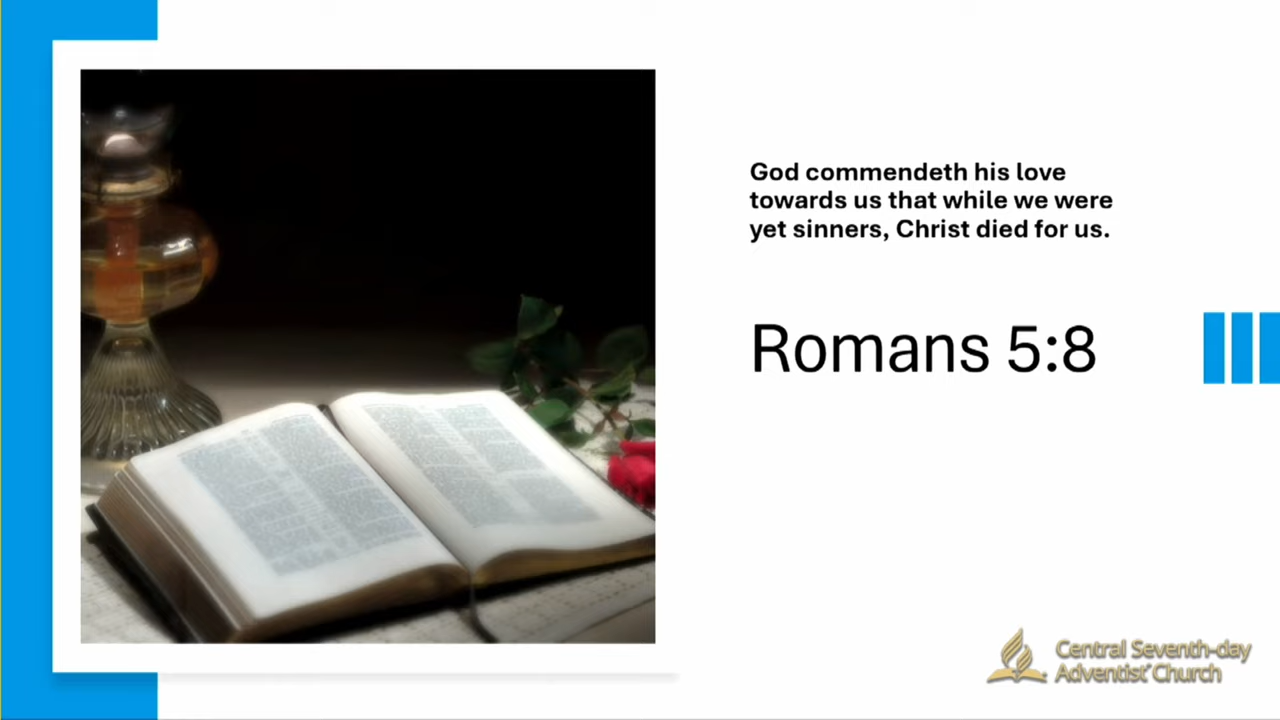 God commendeth his love
towards us that while we were
yet sinners, Christ died for us.
Romans 5:8
Central Seventh-day
Adventist Church